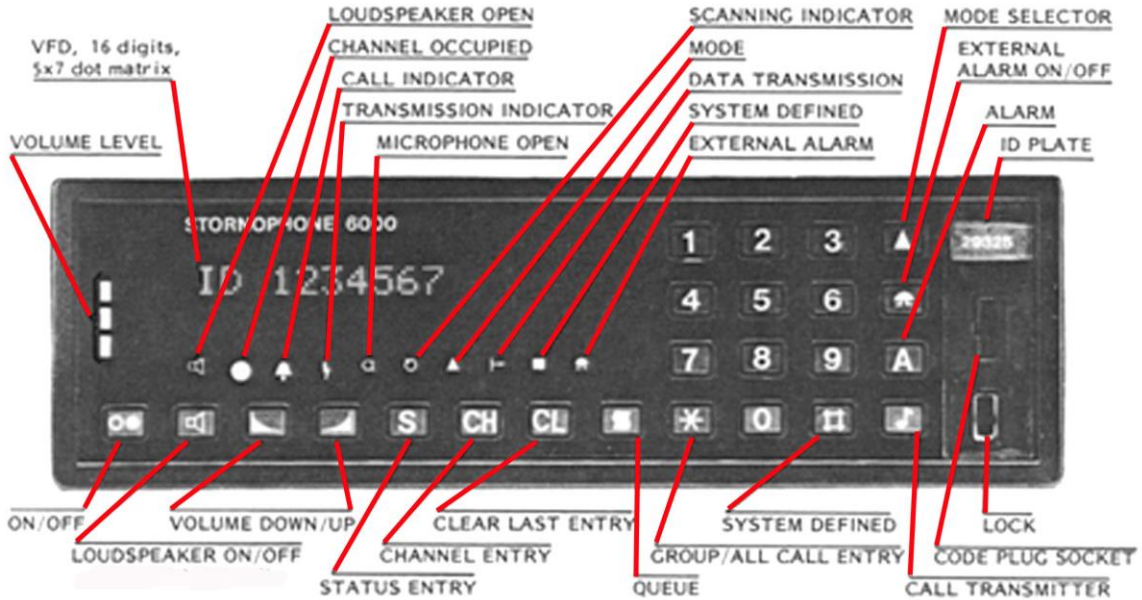 LOUDSPEAKER OPEN
CHANNEL OCCUPIED
CALL INDICATOR
TRANSMISSION INDICATOR
MICROPHONE OPEN
VFD, 16 digits,
5x7 dot matrix
VOLUME LEVEL
SCANNING INDICATOR
MODE
DATA TRANSMISSION
SYSTEM DEFINED
EXTERNAL ALARM
MODE SELECTOR
EXTERNAL
ALARM ON/OFF
ALARM
ID PLATE
STORNOPHONE 6000
ID 1234567
1 2 3
29325
4 5 6
7 8 9 A
S CH CL 0
ON/OFF
LOUDSPEAKER ON/OFF
VOLUME DOWN/UP
STATUS ENTRY
CHANNEL ENTRY
CLEAR LAST ENTRY
QUEUE
GROUP/ALL CALL ENTRY
SYSTEM DEFINED
CALL TRANSMITTER
CODE PLUG SOCKET
LOCK